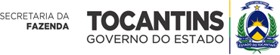 SECRETARIA DA
FAZENDA
TOCANTINS
GOVERNO DO ESTADO